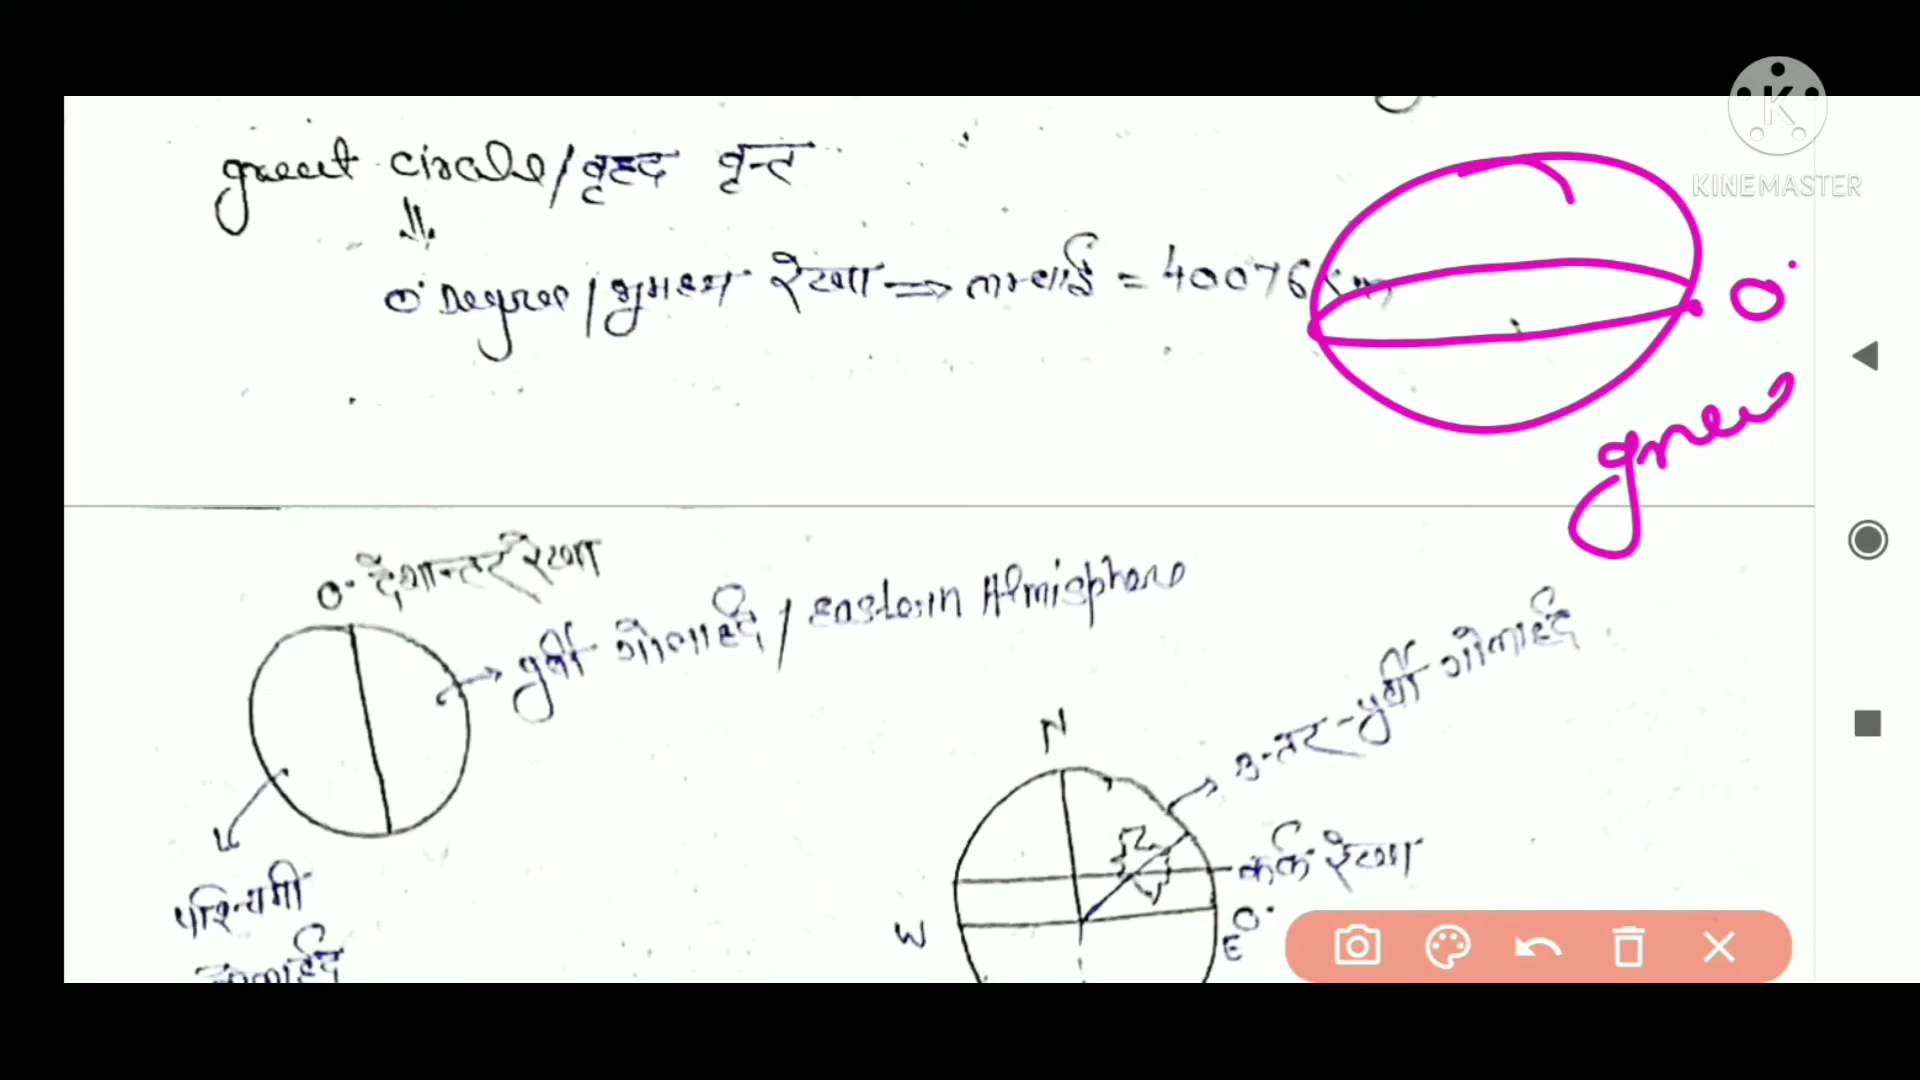 great circle/वृहद वृन्त
0° Degree/भुमध्य रेखा ⇒ लम्बाई = 40076 Km
KINEMASTER
0°
great
0° देशान्तर रेखा
पुर्वी गोलार्द्द / Eastern Hemisphere
उत्तर-पुर्वी गोलार्द्द
N
कर्क रेखा
W
0°
E
पश्चिमी
गोलार्द्द